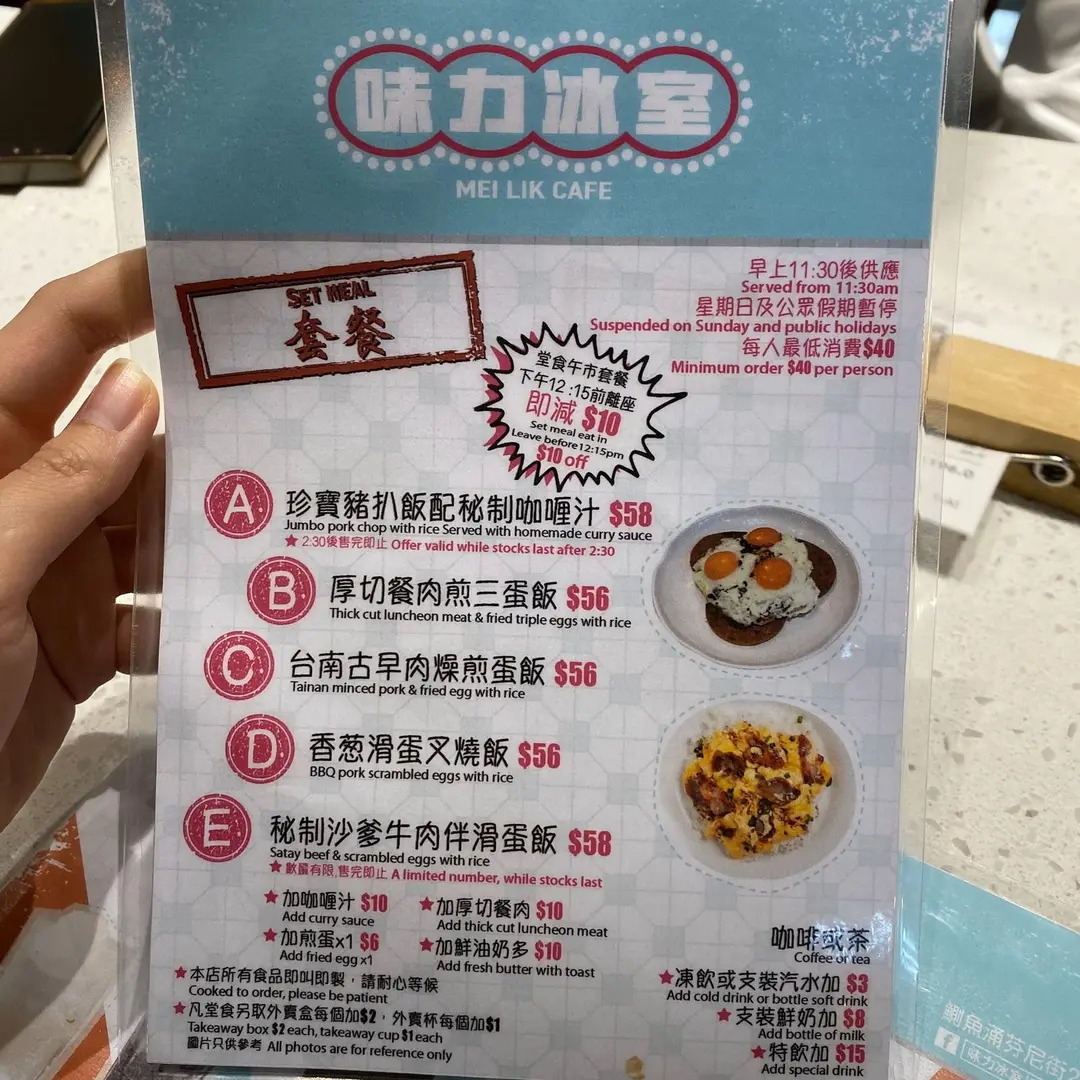 味力冰室
MEI LIK CAFE
SET MEAL
套餐
早上11:30後供應
Served from 11:30am
星期日及公眾假期暫停
Suspended on Sunday and public holidays
每人最低消費$40
Minimum order $40 per person
堂食午市套餐
下午12:15前離座
即減 $10
Set meal eat in
Leave before 12:15pm
$10 off
A 珍寶豬扒飯配秘制咖喱汁 $58
Jumbo pork chop with rice Served with homemade curry sauce
★ 2:30後售完即止 Offer valid while stocks last after 2:30
B 厚切餐肉煎三蛋飯 $56
Thick cut luncheon meat & fried triple eggs with rice
C 台南古早肉燥煎蛋飯 $56
Tainan minced pork & fried egg with rice
D 香葱滑蛋叉燒飯 $56
BBQ pork scrambled eggs with rice
E 秘制沙爹牛肉伴滑蛋飯 $58
Satay beef & scrambled eggs with rice
★ 數量有限,售完即止 A limited number, while stocks last
★ 加咖喱汁 $10
Add curry sauce
★ 加煎蛋x1 $6
Add fried egg x1
★ 加厚切餐肉 $10
Add thick cut luncheon meat
★ 加鮮油奶多 $10
Add fresh butter with toast
★ 本店所有食品即叫即製，請耐心等候
Cooked to order, please be patient
★ 凡堂食另取外賣盒每個加$2，外賣杯每個加$1
Takeaway box $2 each, takeaway cup $1 each
圖片只供參考 All photos are for reference only
咖啡或茶
Coffee or tea
★ 凍飲或支裝汽水加 $3
Add cold drink or bottle soft drink
★ 支裝鮮奶加 $8
Add bottle of milk
★ 特飲加 $15
Add special drink
鰂魚涌芬尼街2
味力冰